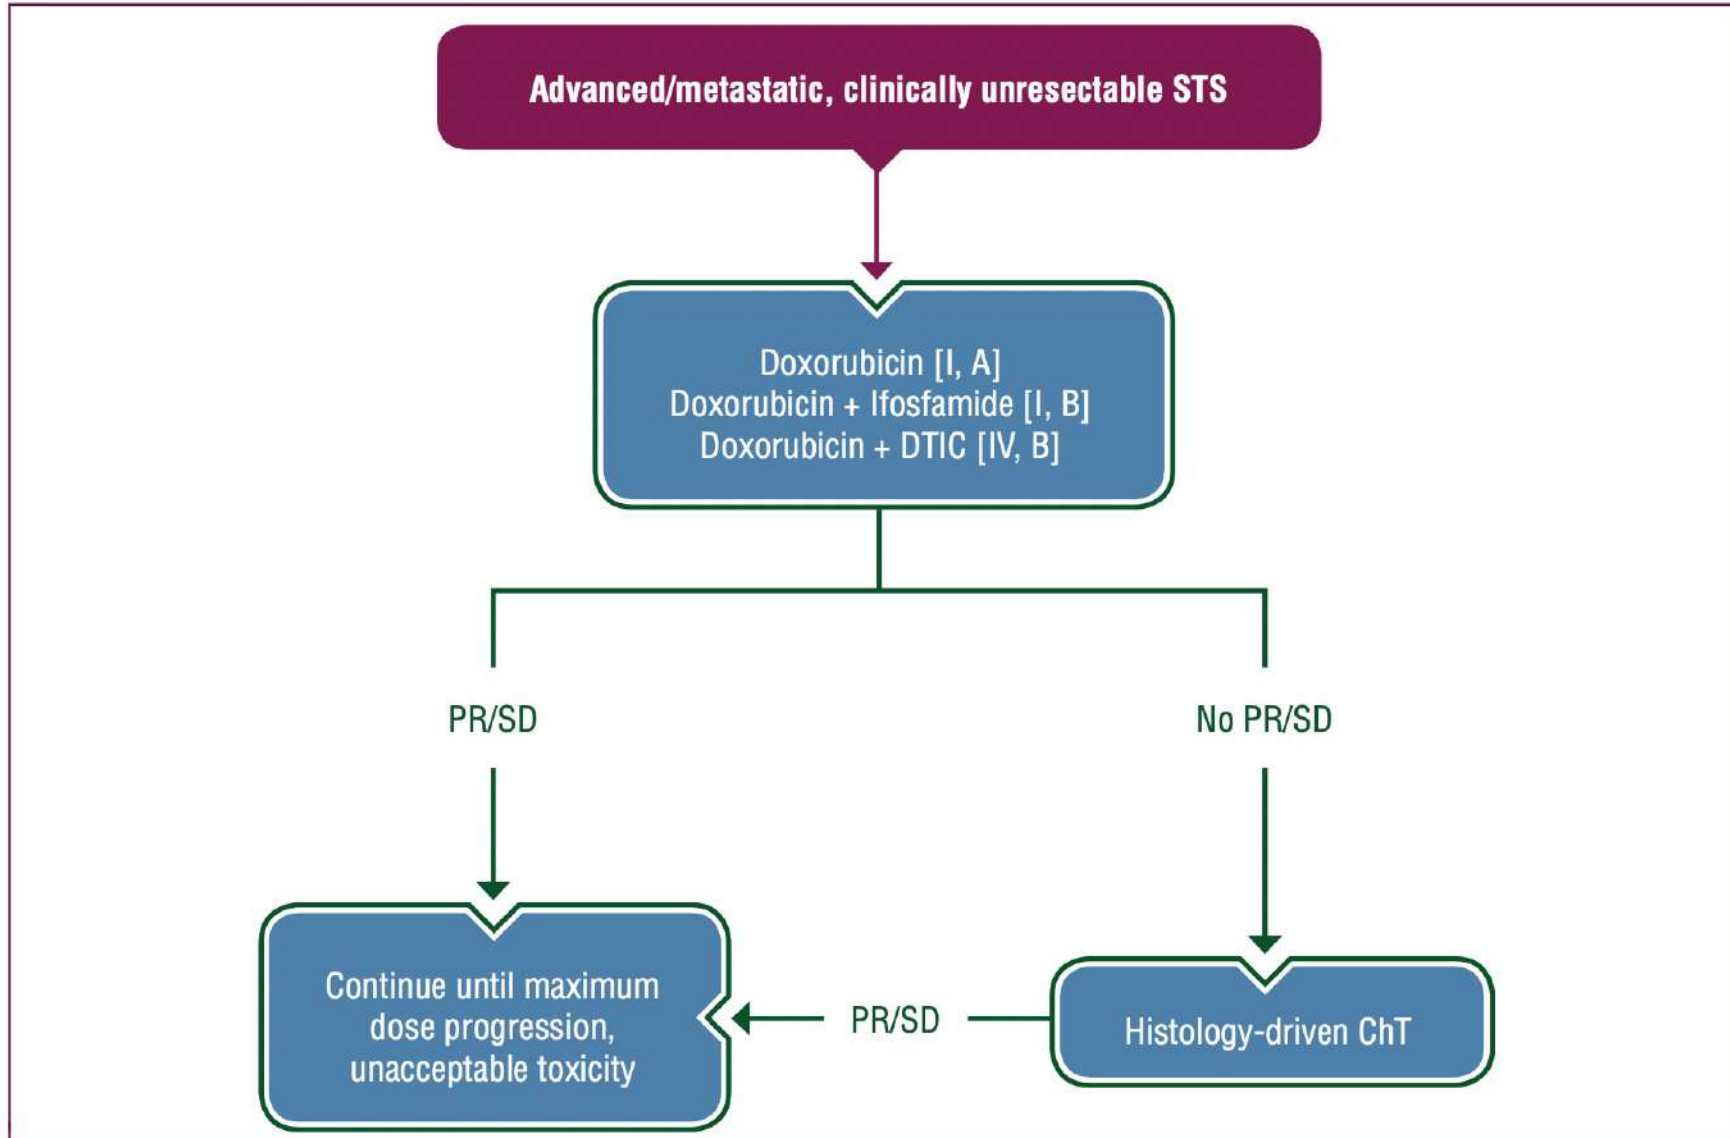 Advanced/metastatic, clinically unresectable STS
Doxorubicin [I, A]
Doxorubicin + Ifosfamide [I, B]
Doxorubicin + DTIC [IV, B]
PR/SD
No PR/SD
Continue until maximum
dose progression,
unacceptable toxicity
PR/SD
Histology-driven ChT